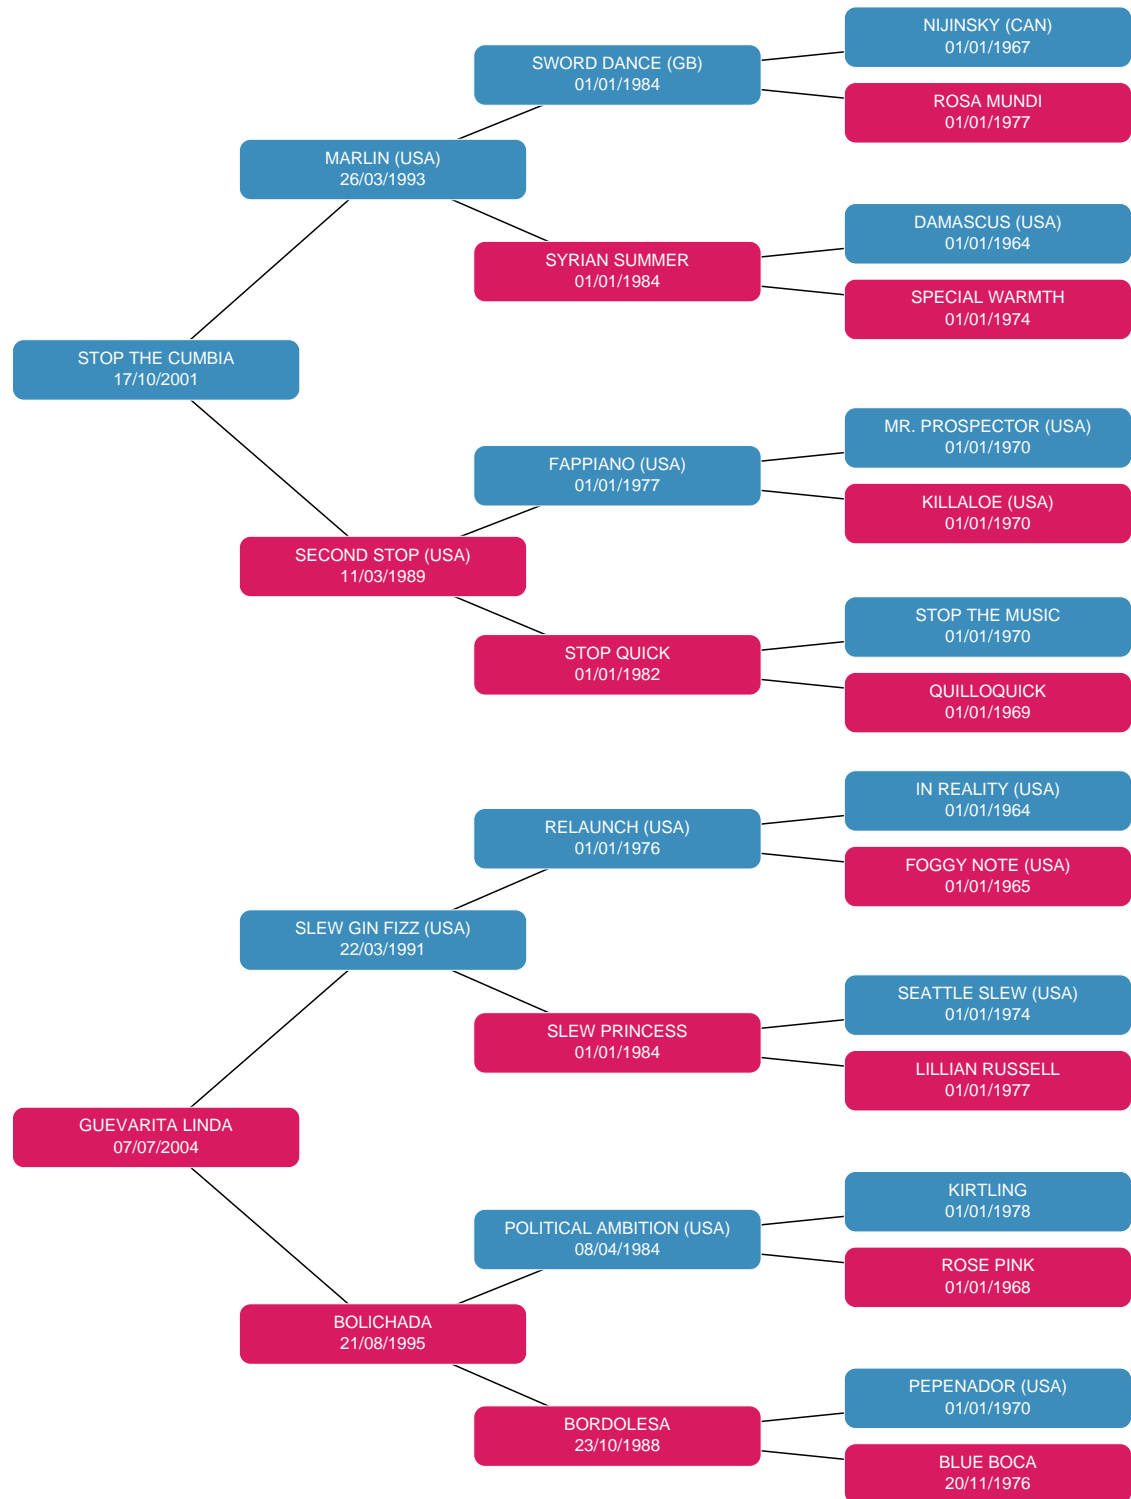 NIJINSKY (CAN)
01/01/1967
SWORD DANCE (GB)
01/01/1984
ROSA MUNDI
01/01/1977
MARLIN (USA)
26/03/1993
DAMASCUS (USA)
01/01/1964
SYRIAN SUMMER
01/01/1984
SPECIAL WARMTH
01/01/1974
STOP THE CUMBIA
17/10/2001
MR. PROSPECTOR (USA)
01/01/1970
FAPPIANO (USA)
01/01/1977
KILLALOE (USA)
01/01/1970
SECOND STOP (USA)
11/03/1989
STOP THE MUSIC
01/01/1970
STOP QUICK
01/01/1982
QUILLOQUICK
01/01/1969
IN REALITY (USA)
01/01/1964
RELAUNCH (USA)
01/01/1976
FOGGY NOTE (USA)
01/01/1965
SLEW GIN FIZZ (USA)
22/03/1991
SEATTLE SLEW (USA)
01/01/1974
SLEW PRINCESS
01/01/1984
LILLIAN RUSSELL
01/01/1977
GUEVARITA LINDA
07/07/2004
KIRTLING
01/01/1978
POLITICAL AMBITION (USA)
08/04/1984
ROSE PINK
01/01/1968
BOLICHADA
21/08/1995
PEPENADOR (USA)
01/01/1970
BORDOLESA
23/10/1988
BLUE BOCA
20/11/1976